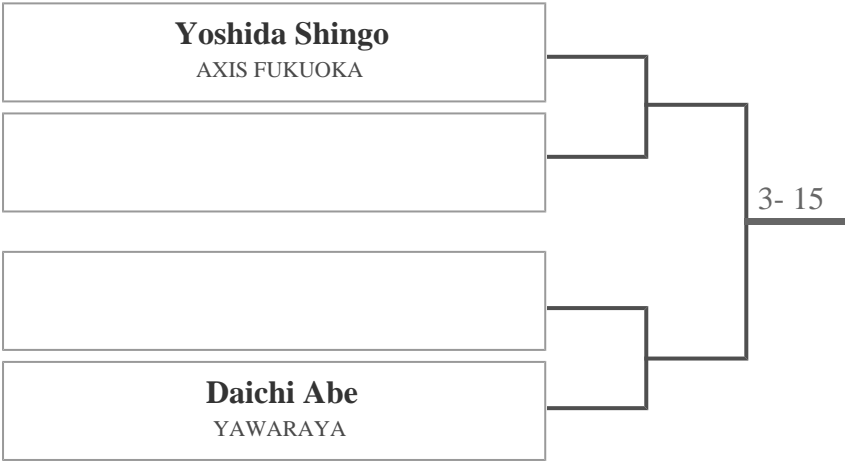 Yoshida Shingo
AXIS FUKUOKA
3- 15
Daichi Abe
YAWARAYA